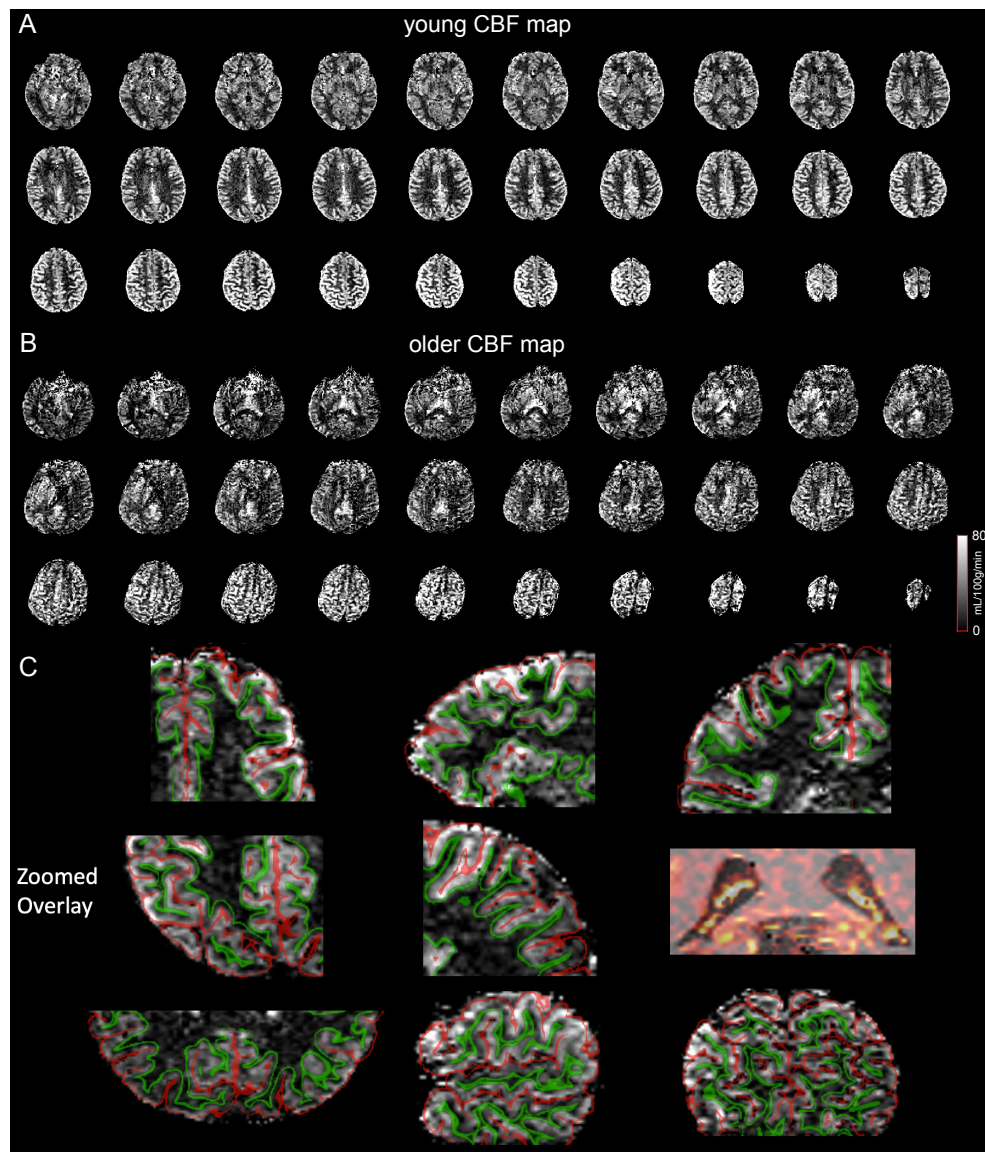 A
young CBF map
B
older CBF map
80
mL/100g/min
0
C
Zoomed
Overlay